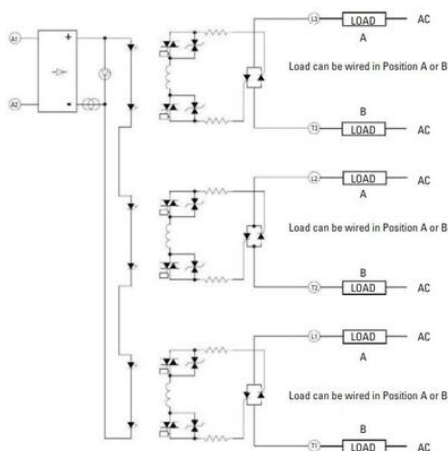 L3 LOAD AC
A1 + A
Load can be wired in Position A or B
B
A2 T3 LOAD AC
L2 LOAD AC
A
Load can be wired in Position A or B
B
T2 LOAD AC
L1 LOAD AC
A
Load can be wired in Position A or B
B
T1 LOAD AC